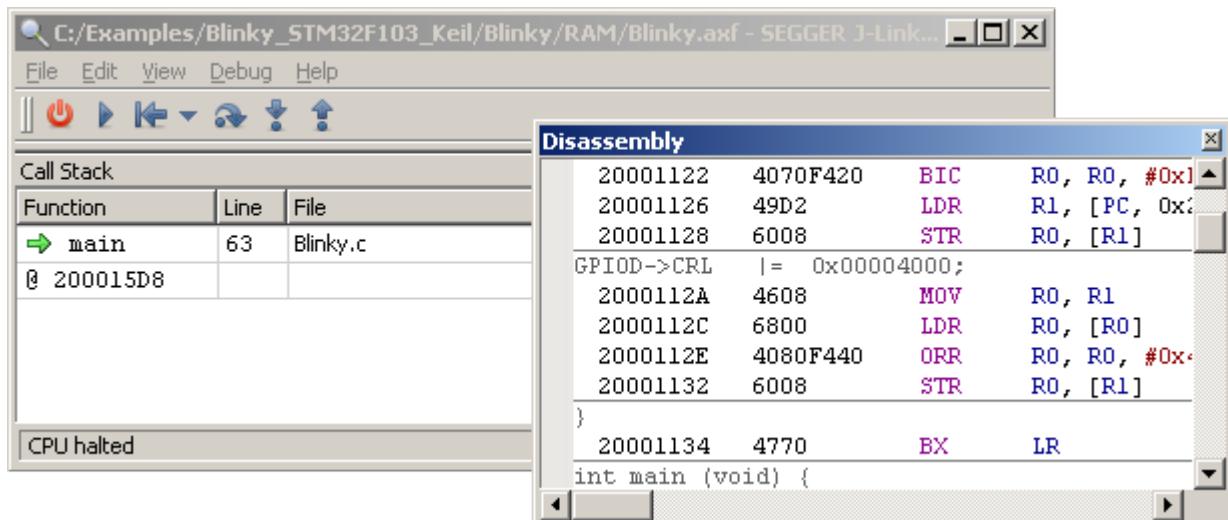 C:/Examples/Blinky_STM32F103_Keil/Blinky/RAM/Blinky.axf - SEGGER J-Link...
File Edit View Debug Help
Call Stack
Function Line File
main 63 Blinky.c
@ 200015D8
CPU halted
Disassembly
20001122 4070F420 BIC R0, R0,
20001126 49D2 LDR R1, [PC,
20001128 6008 STR R0, [R1]
GPIOD->CRL |= 0x00004000;
2000112A 4608 MOV R0, R1
2000112C 6800 LDR R0, [R0]
2000112E 4080F440 ORR R0, R0,
20001132 6008 STR R0, [R1]
}
20001134 4770 BX LR
int main (void) {